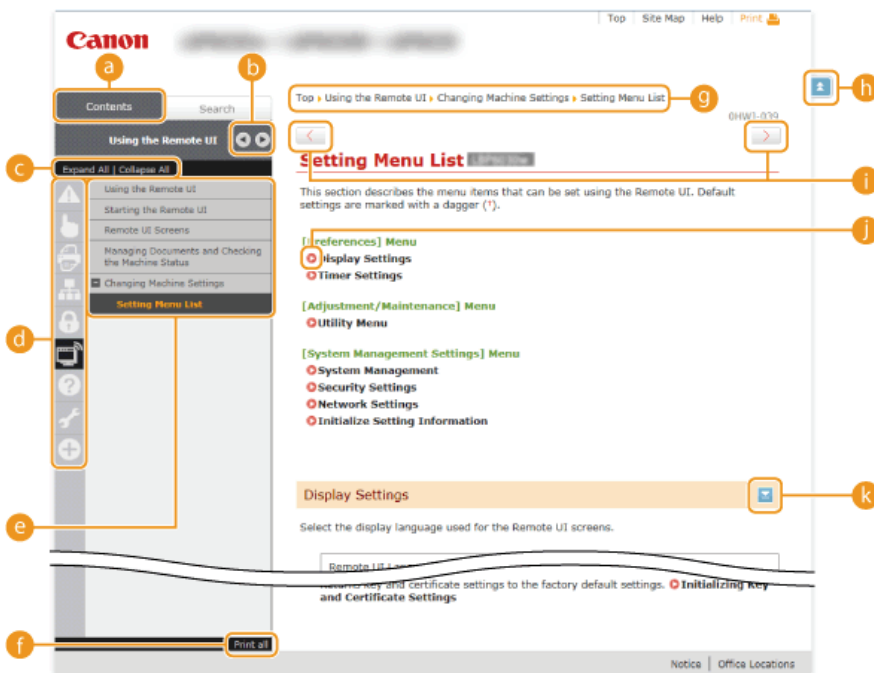 Top | Site Map | Help | Print
Canon
a
b
Contents
Search
Top Using the Remote UI Changing Machine Settings Setting Menu List
g
h
0HWJ-039
Using the Remote UI
c
Expand All | Collapse All
Setting Menu List
i
Using the Remote UI
Starting the Remote UI
Remote UI Screens
Managing Documents and Checking
the Machine Status
Changing Machine Settings
Setting Menu List
d
e
This section describes the menu items that can be set using the Remote UI. Default
settings are marked with a dagger (†).
j
[Preferences] Menu
Display Settings
Timer Settings
[Adjustment/Maintenance] Menu
Utility Menu
[System Management Settings] Menu
System Management
Security Settings
Network Settings
Initialize Setting Information
Display Settings
k
Select the display language used for the Remote UI screens.
Remote UI
key and certificate settings to the factory default settings. Initializing Key
and Certificate Settings
f
Print all
Notice | Office Locations